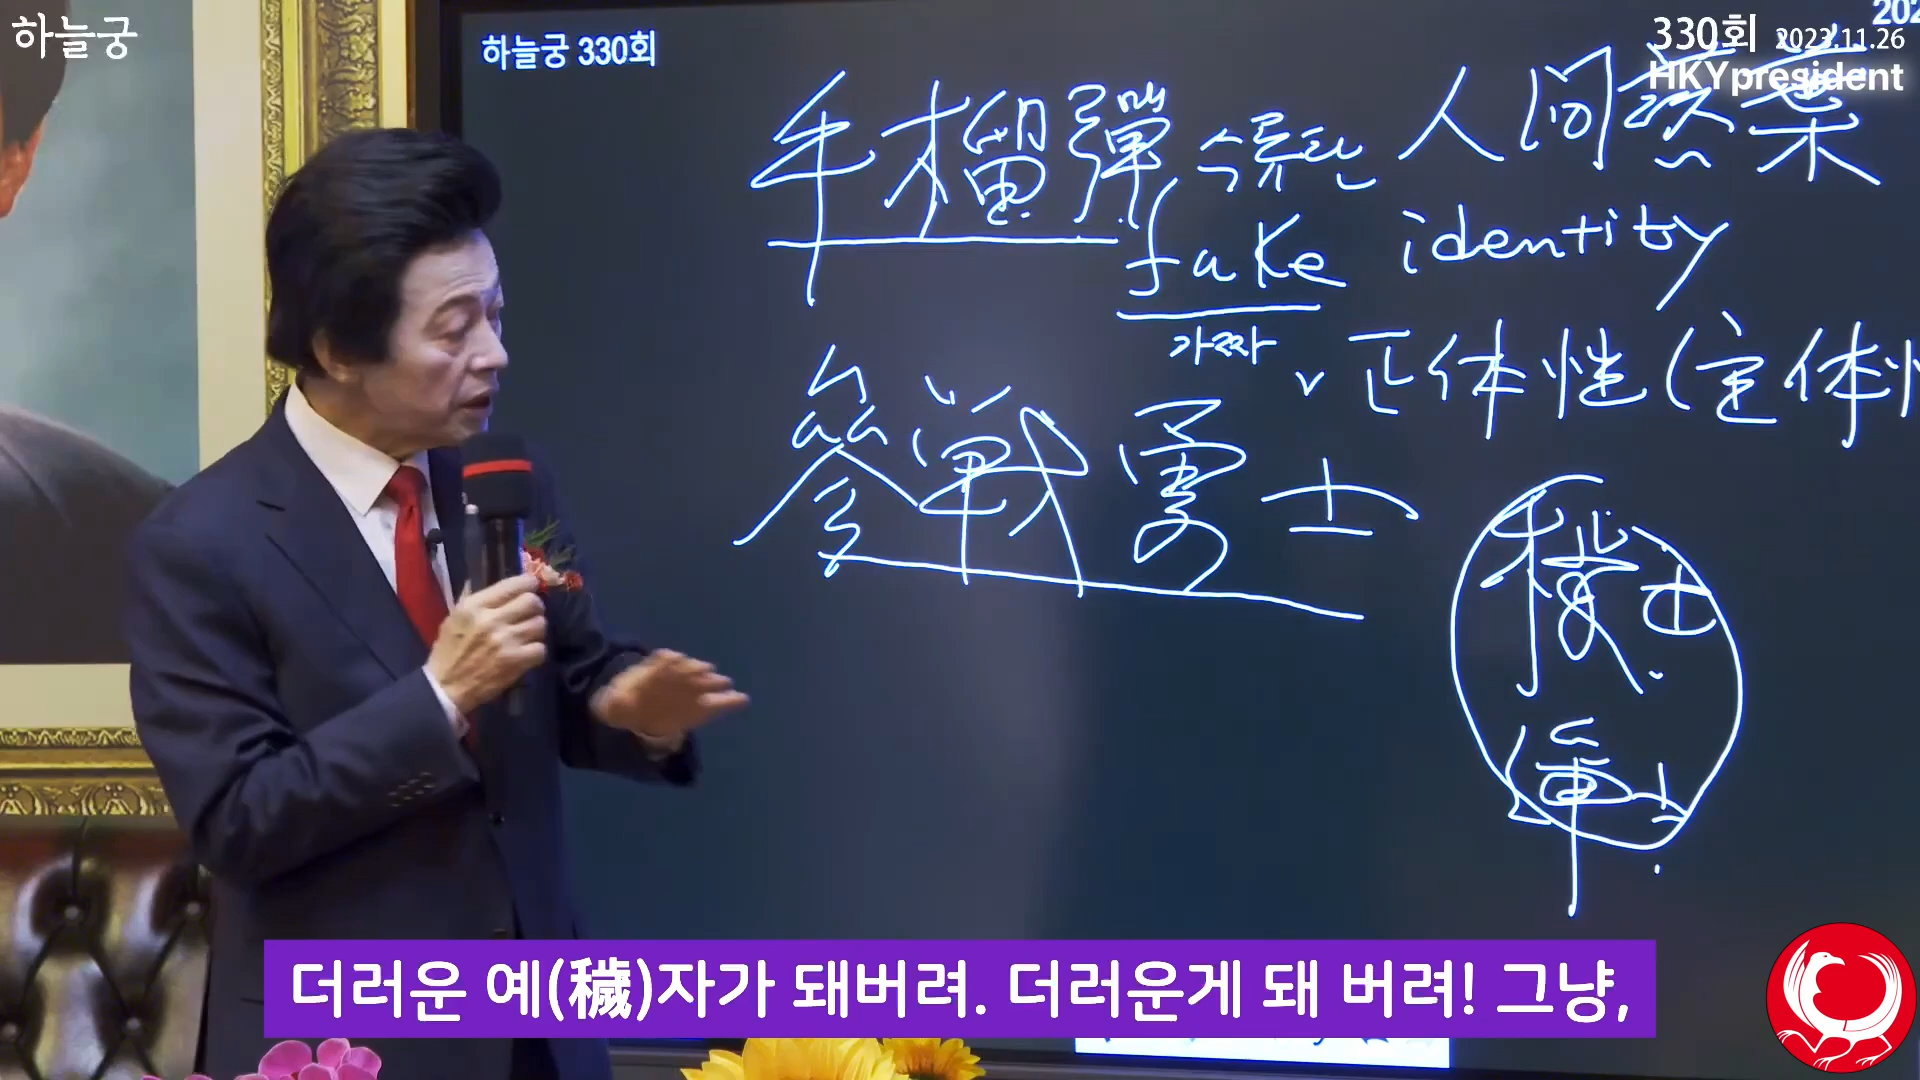 하늘궁
하늘궁 330회
202
330회 2023.11.26
HKYpresident
手榴彈 수류탄 人間
fake identity
가짜 正体性(定体性
參戰勇士
더러운 예(穢)자가 돼버려. 더러운게 돼 버려! 그냥,